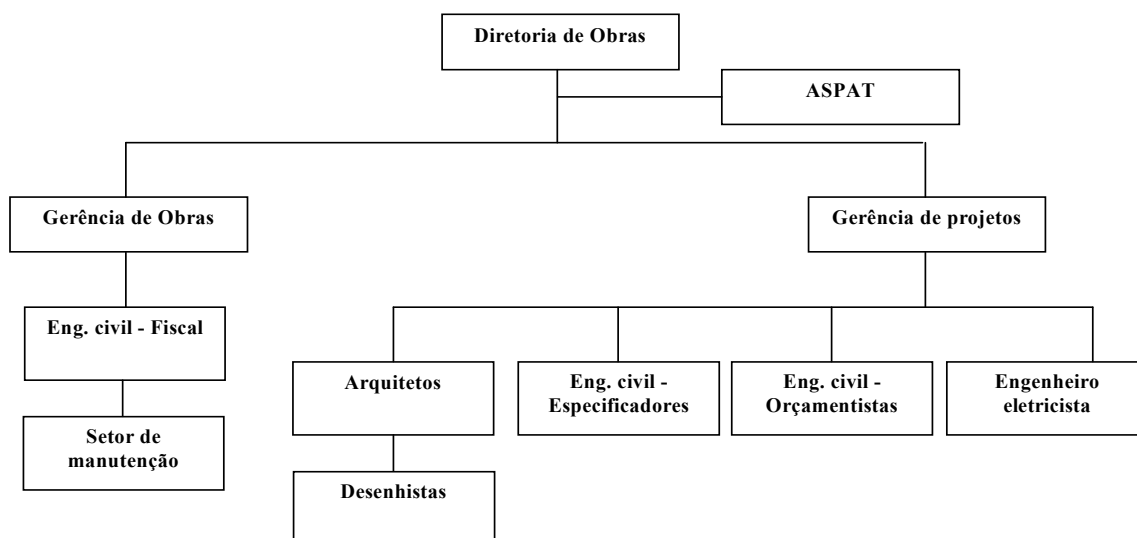 Diretoria de Obras
ASPAT
Gerência de Obras
Gerência de projetos
Eng. civil - Fiscal
Arquitetos
Eng. civil -
Especificadores
Eng. civil -
Orçamentistas
Engenheiro
eletricista
Setor de
manutenção
Desenhistas